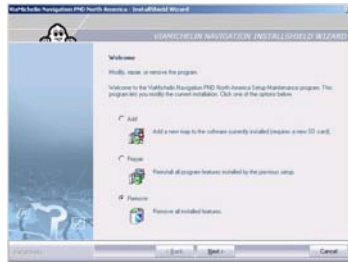 ViaMichelin Navigation PND North America - InstallShield Wizard
VIAMICHELIN NAVIGATION INSTALLSHIELD WIZARD
Welcome
Modify, repair, or remove the program.
Welcome to the ViaMichelin Navigation PND North America Setup Maintenance program. This
program lets you modify the current installation. Click one of the options below.
Add
Add a new map to the software currently installed (requires a new SD card).
Repair
Reinstall all program features installed by the previous setup.
Remove
Remove all installed features.
InstallShield
< Back
Next >
Cancel